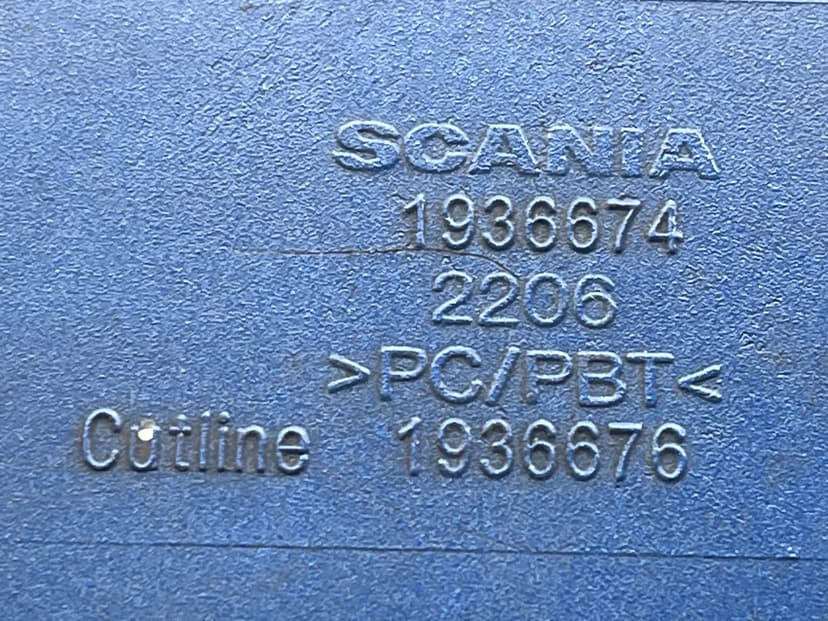 SCANIA
1936674
2206
>PC/PBT<
Cutline 1936676